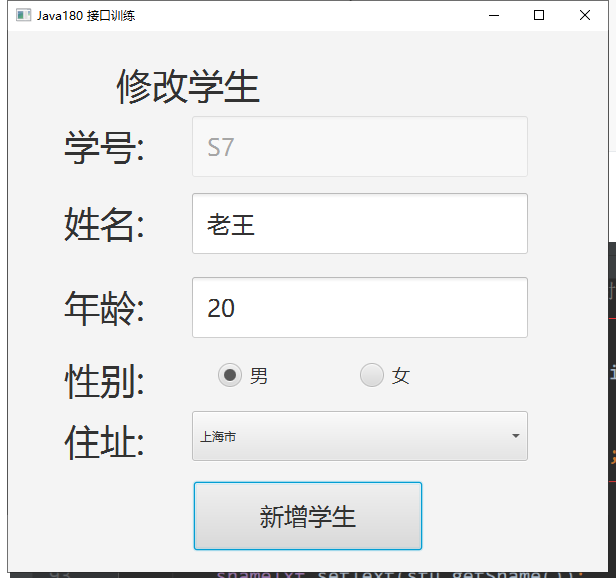 Java180 接口训练
修改学生
学号: S7
姓名: 老王
年龄: 20
性别: 男 女
住址: 上海市
新增学生